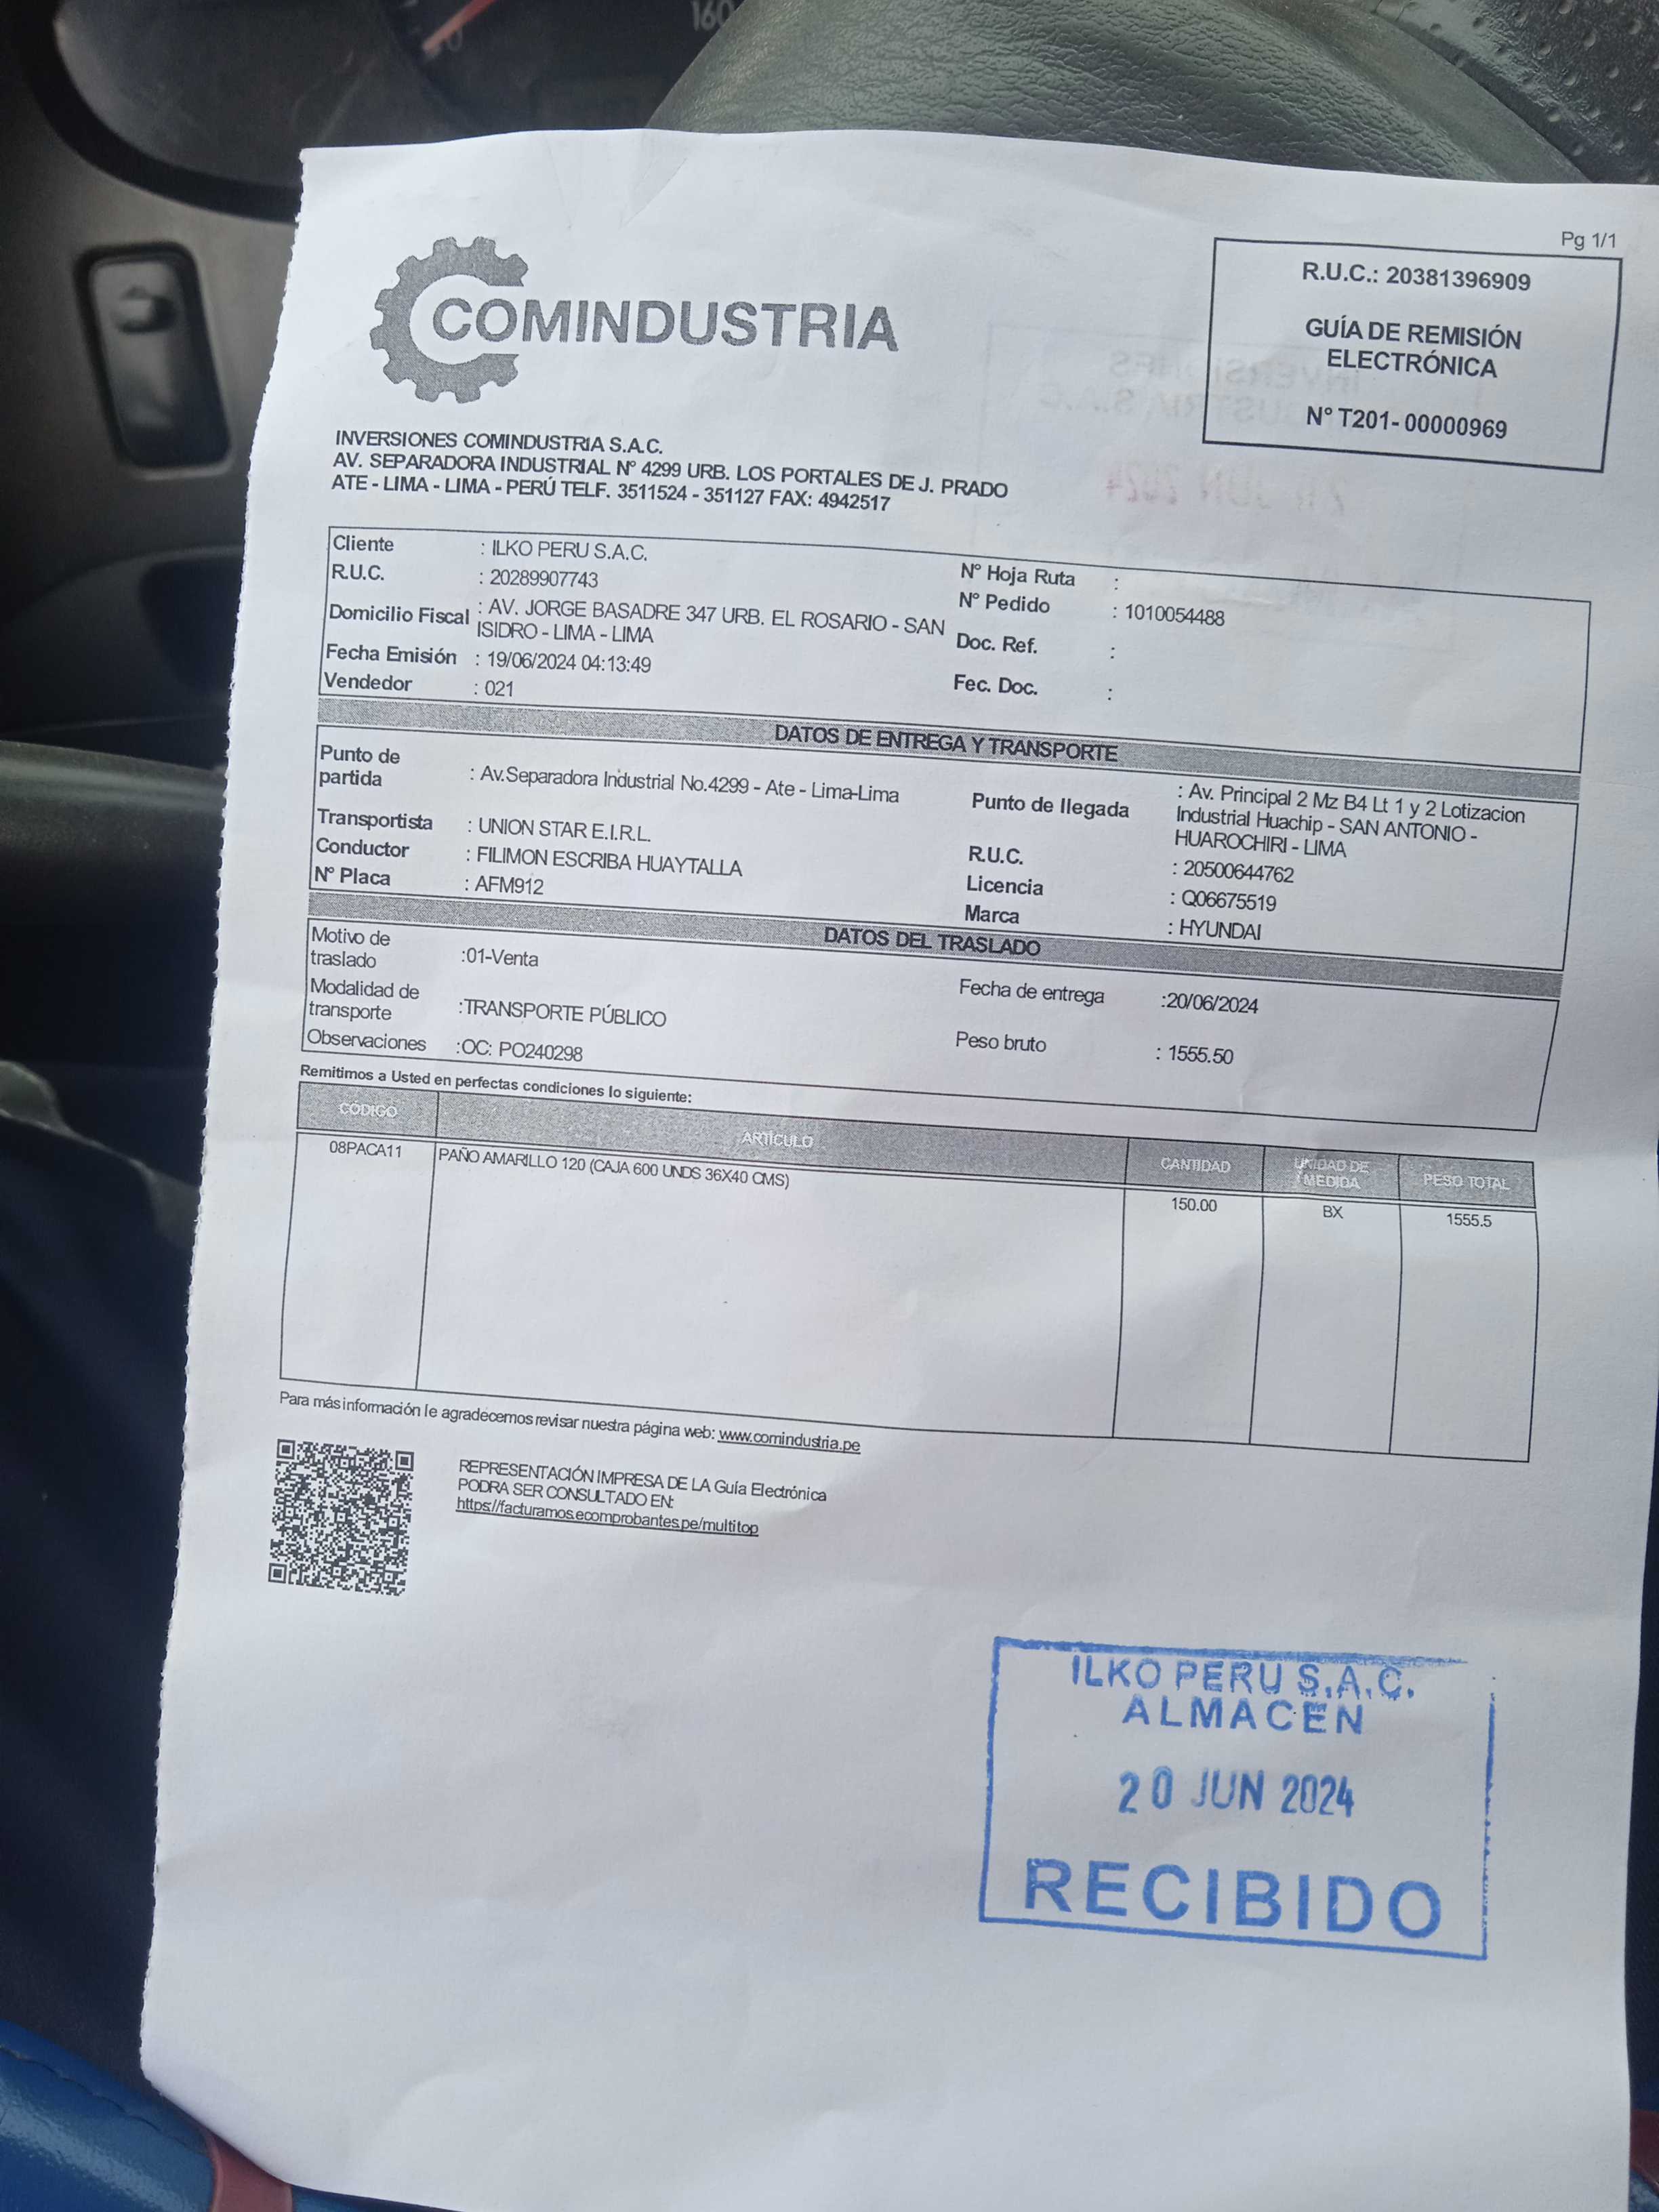 160
Pg 1/1
COMINDUSTRIA
R.U.C.: 20381396909
GUÍA DE REMISIÓN
ELECTRÓNICA
N° T201- 00000969
INVERSIONES COMINDUSTRIA S.A.C.
AV. SEPARADORA INDUSTRIAL N° 4299 URB. LOS PORTALES DE J. PRADO
ATE - LIMA - LIMA - PERÚ TELF. 3511524 - 351127 FAX: 4942517
Cliente : ILKO PERU S.A.C.
R.U.C. : 20289907743
Domicilio Fiscal : AV. JORGE BASADRE 347 URB. EL ROSARIO - SAN
ISIDRO - LIMA - LIMA
Fecha Emisión : 19/06/2024 04:13:49
Vendedor : 021
N° Hoja Ruta :
N° Pedido : 1010054488
Doc. Ref. :
Fec. Doc. :
DATOS DE ENTREGA Y TRANSPORTE
Punto de
partida : Av.Separadora Industrial No.4299 - Ate - Lima-Lima
Transportista : UNION STAR E.I.R.L.
Conductor : FILIMON ESCRIBA HUAYTALLA
N° Placa : AFM912
Punto de llegada : Av. Principal 2 Mz B4 Lt 1 y 2 Lotizacion
Industrial Huachip - SAN ANTONIO -
HUAROCHIRI - LIMA
R.U.C. : 20500644762
Licencia : Q06675519
Marca : HYUNDAI
DATOS DEL TRASLADO
Motivo de
traslado :01-Venta
Modalidad de
transporte :TRANSPORTE PÚBLICO
Observaciones :OC: PO240298
Fecha de entrega :20/06/2024
Peso bruto : 1555.50
Remitimos a Usted en perfectas condiciones lo siguiente:
CÓDIGO ARTÍCULO CANTIDAD UNIDAD DE MEDIDA PESO TOTAL
08PACA11 PAÑO AMARILLO 120 (CAJA 600 UNDS 36X40 CMS) 150.00 BX 1555.5
Para más información le agradecemos revisar nuestra página web: www.comindustria.pe
REPRESENTACIÓN IMPRESA DE LA Guía Electrónica
PODRA SER CONSULTADO EN:
https://facturamos.ecomprobantes.pe/multitop
ILKO PERU S.A.C.
ALMACEN
20 JUN 2024
RECIBIDO